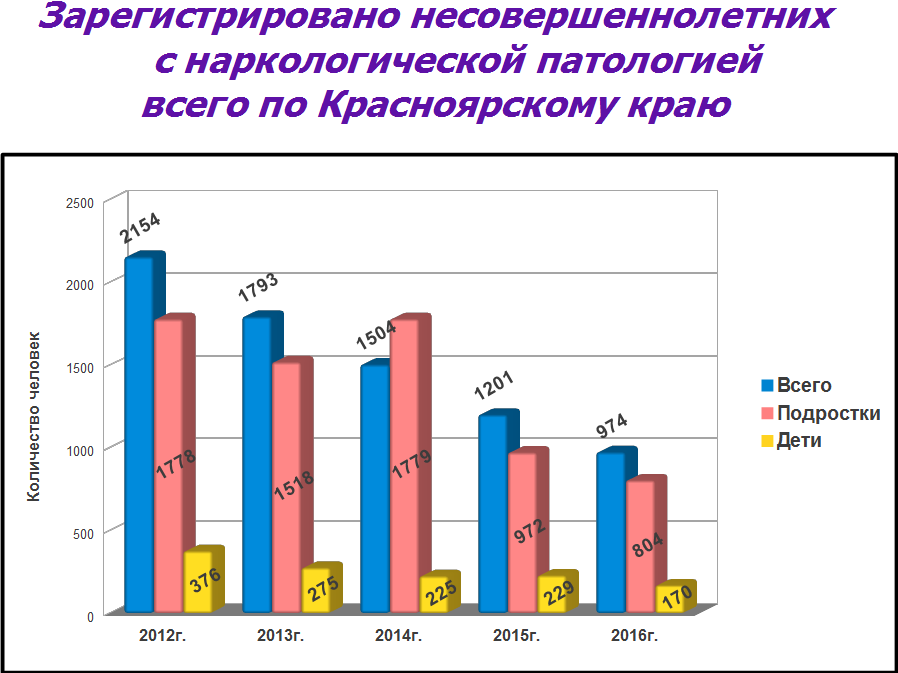 Зарегистрировано несовершеннолетних
с наркологической патологией
всего по Красноярскому краю
Количество человек
2500
2000
1500
1000
500
0
2154
1778
376
1793
1518
275
1504
1779
225
1201
972
229
974
804
170
2012г.
2013г.
2014г.
2015г.
2016г.
Всего
Подростки
Дети